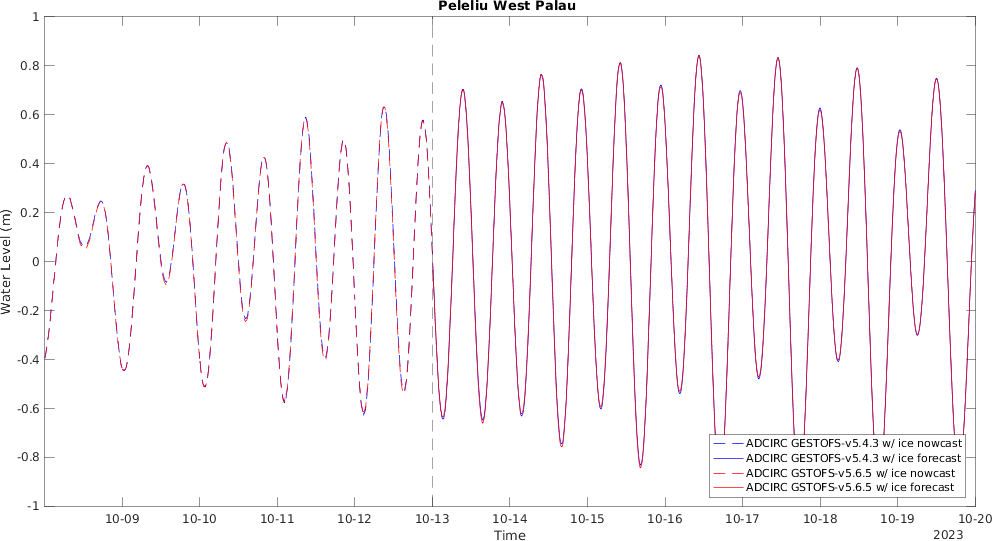 Peleliu West Palau
1
0.8
0.6
0.4
0.2
0
-0.2
-0.4
-0.6
-0.8
-1
Water Level (m)
10-09 10-10 10-11 10-12 10-13 10-14 10-15 10-16 10-17 10-18 10-19 10-20
Time
2023
ADCIRC GESTOFS-v5.4.3 w/ ice nowcast
ADCIRC GESTOFS-v5.4.3 w/ ice forecast
ADCIRC GSTOFS-v5.6.5 w/ ice nowcast
ADCIRC GSTOFS-v5.6.5 w/ ice forecast